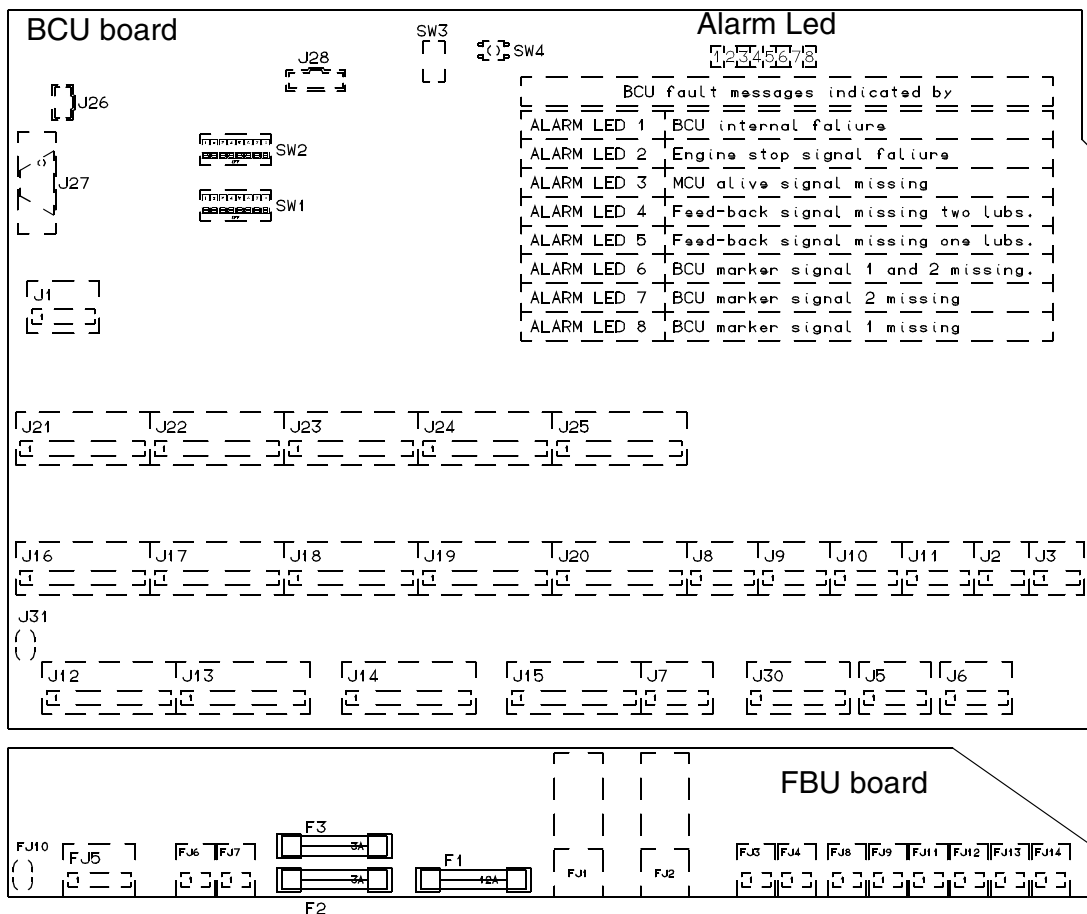 BCU board
Alarm Led
SW3
SW4
12345678
J28
J26
BCU fault messages indicated by
ALARM LED 1 BCU internal faliure
ALARM LED 2 Engine stop signal faliure
ALARM LED 3 MCU alive signal missing
ALARM LED 4 Feed-back signal missing two lubs.
ALARM LED 5 Feed-back signal missing one lubs.
ALARM LED 6 BCU marker signal 1 and 2 missing.
ALARM LED 7 BCU marker signal 2 missing
ALARM LED 8 BCU marker signal 1 missing
SW2
J27
SW1
J1
J21 J22 J23 J24 J25
J16 J17 J18 J19 J20 J8 J9 J10 J11 J2 J3
J31
J12 J13 J14 J15 J7 J30 J5 J6
FBU board
F3
3A
FJ10 FJ5 FJ6 FJ7 F1 FJ1 FJ2 FJ3 FJ4 FJ8 FJ9 FJ11 FJ12 FJ13 FJ14
3A 12A
F2